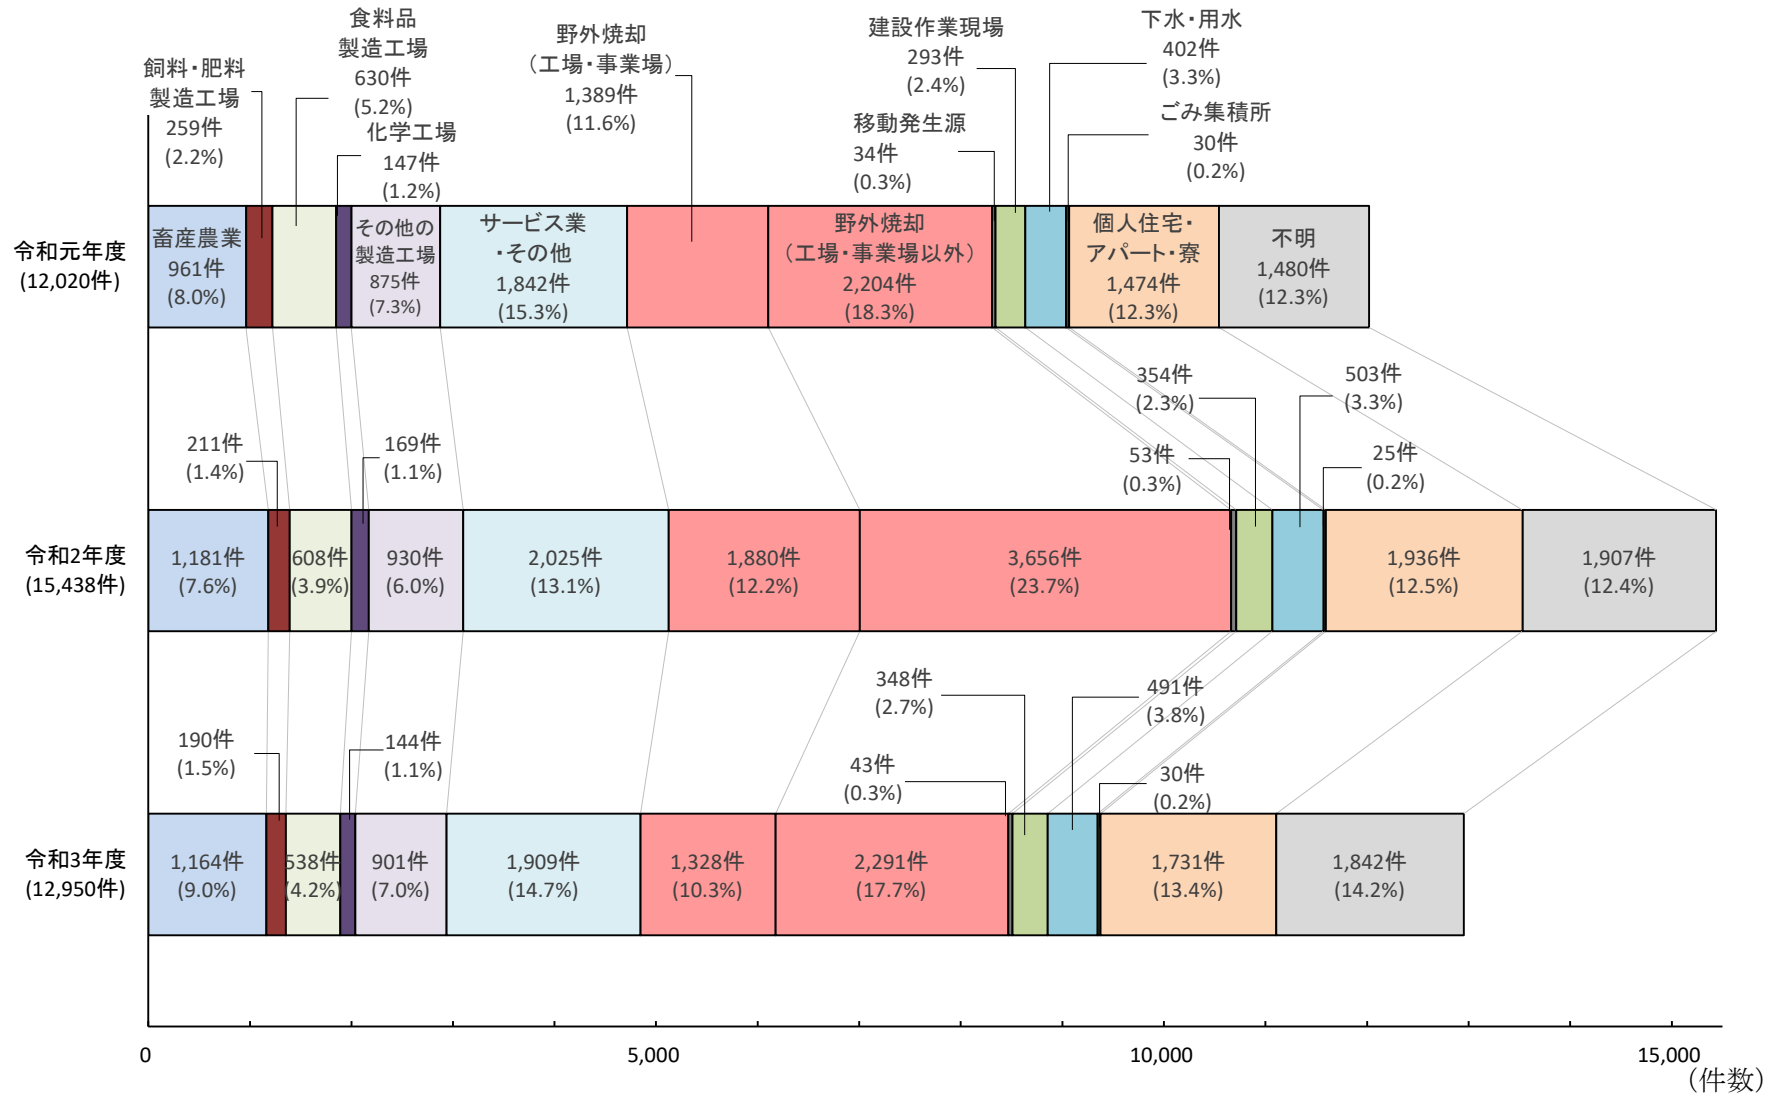 飼料・肥料
製造工場
259件
(2.2%)
食料品
製造工場
630件
(5.2%)
化学工場
147件
(1.2%)
野外焼却
（工場・事業場）
1,389件
(11.6%)
建設作業現場
293件
(2.4%)
移動発生源
34件
(0.3%)
下水・用水
402件
(3.3%)
ごみ集積所
30件
(0.2%)
令和元年度
(12,020件)
畜産農業
961件
(8.0%)
その他の
製造工場
875件
(7.3%)
サービス業
・その他
1,842件
(15.3%)
野外焼却
（工場・事業場以外）
2,204件
(18.3%)
個人住宅・
アパート・寮
1,474件
(12.3%)
不明
1,480件
(12.3%)
211件
(1.4%)
169件
(1.1%)
53件
(0.3%)
354件
(2.3%)
503件
(3.3%)
25件
(0.2%)
令和2年度
(15,438件)
1,181件
(7.6%)
608件
(3.9%)
930件
(6.0%)
2,025件
(13.1%)
1,880件
(12.2%)
3,656件
(23.7%)
1,936件
(12.5%)
1,907件
(12.4%)
190件
(1.5%)
144件
(1.1%)
43件
(0.3%)
348件
(2.7%)
491件
(3.8%)
30件
(0.2%)
令和3年度
(12,950件)
1,164件
(9.0%)
538件
(4.2%)
901件
(7.0%)
1,909件
(14.7%)
1,328件
(10.3%)
2,291件
(17.7%)
1,731件
(13.4%)
1,842件
(14.2%)
0
5,000
10,000
15,000
（件数）